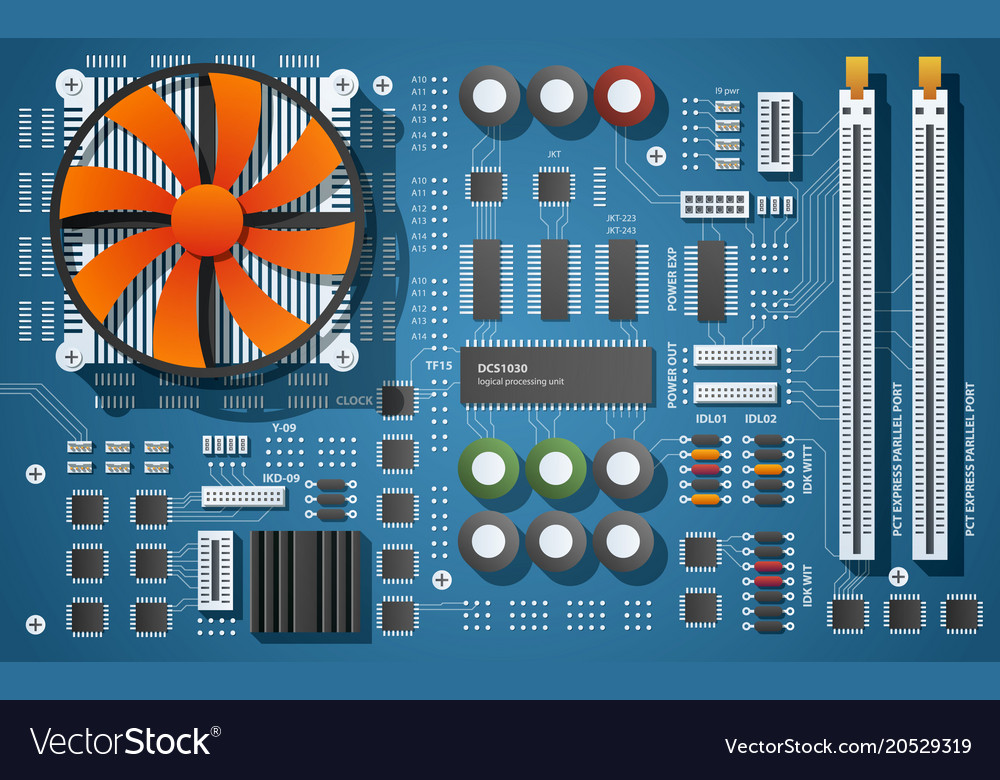 A10
A11
A12
A13
A14
A15
A10
A11
A12
A13
A14
A15
A10
A11
A12
A13
A14
TF15
CLOCK
JKT
JKT-223
JKT-243
I9 pwr
POWER EXP
POWER OUT
DCS1030
logical processing unit
IDL01 IDL02
IDK WITT
IDK WIT
PCT EXPRESS PARLLEL PORT
PCT EXPRESS PARLLEL PORT
Y-09
IKD-09
VectorStock®
VectorStock.com/20529319